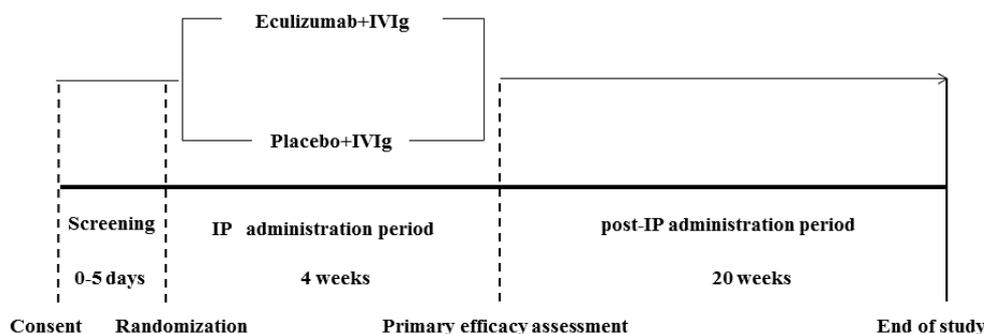 Eculizumab+IVIg
Placebo+IVIg
Screening
IP administration period
post-IP administration period
0-5 days
4 weeks
20 weeks
Consent
Randomization
Primary efficacy assessment
End of study